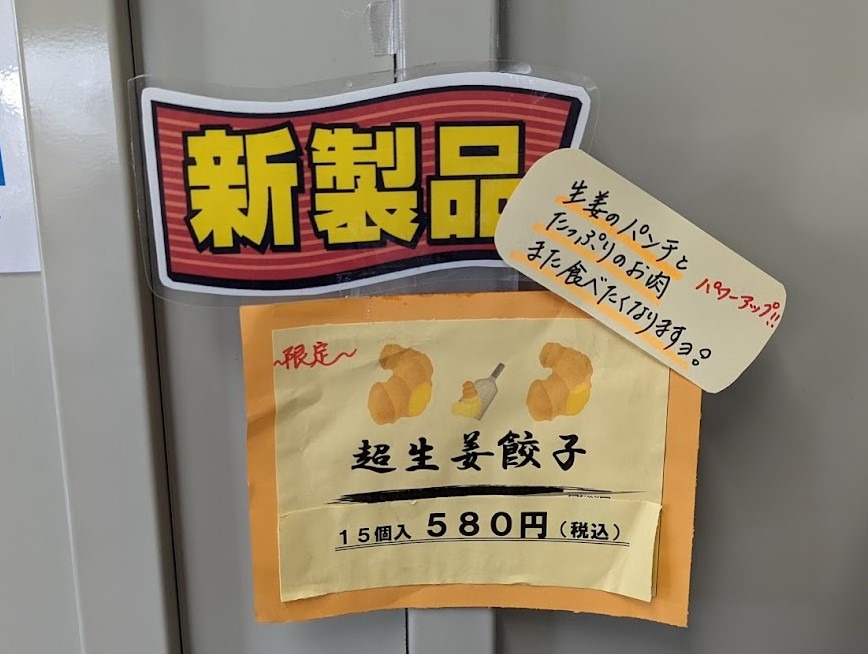 新製品
生姜のパンチと
たっぷりのお肉
また食べたくなりますョ。
パワーアップ!!
~限定~
超生姜餃子
15個入 580円(税込)